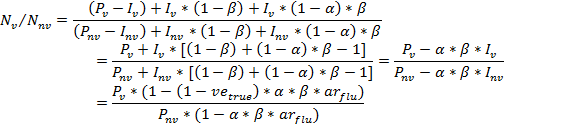 N_v/N_nv = ((P_v − I_v) + I_v * (1 − β) + I_v * (1 − α) * β) / ((P_nv − I_nv) + I_nv * (1 − β) + I_nv * (1 − α) * β)
= (P_v + I_v * [(1 − β) + (1 − α) * β − 1]) / (P_nv + I_nv * [(1 − β) + (1 − α) * β − 1]) = (P_v − α * β * I_v) / (P_nv − α * β * I_nv)
= (P_v * (1 − (1 − ve_true) * α * β * ar_flu)) / (P_nv * (1 − α * β * ar_flu))